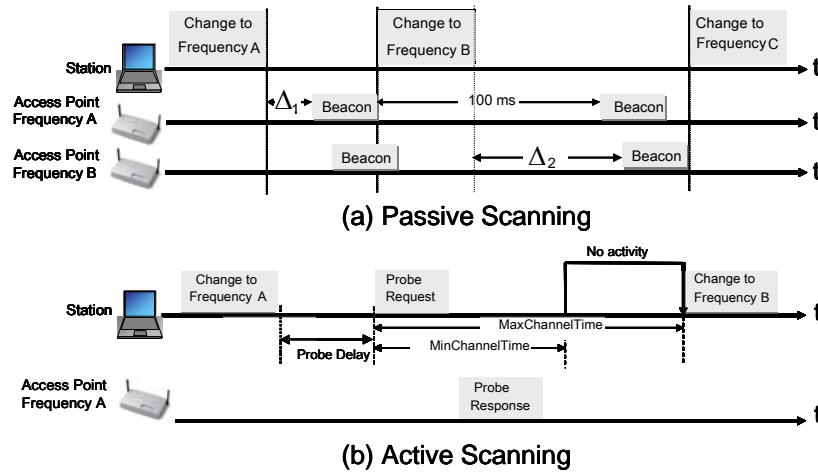 Change to
Frequency A
Change to
Frequency B
Change to
Frequency C
Station
t
Access Point
Frequency A
Δ1
Beacon
100 ms
Beacon
t
Access Point
Frequency B
Beacon
Δ2
Beacon
t
(a) Passive Scanning
No activity
Change to
Frequency A
Probe
Request
Change to
Frequency B
Station
t
MaxChannelTime
Probe Delay
MinChannelTime
Access Point
Frequency A
Probe
Response
t
(b) Active Scanning